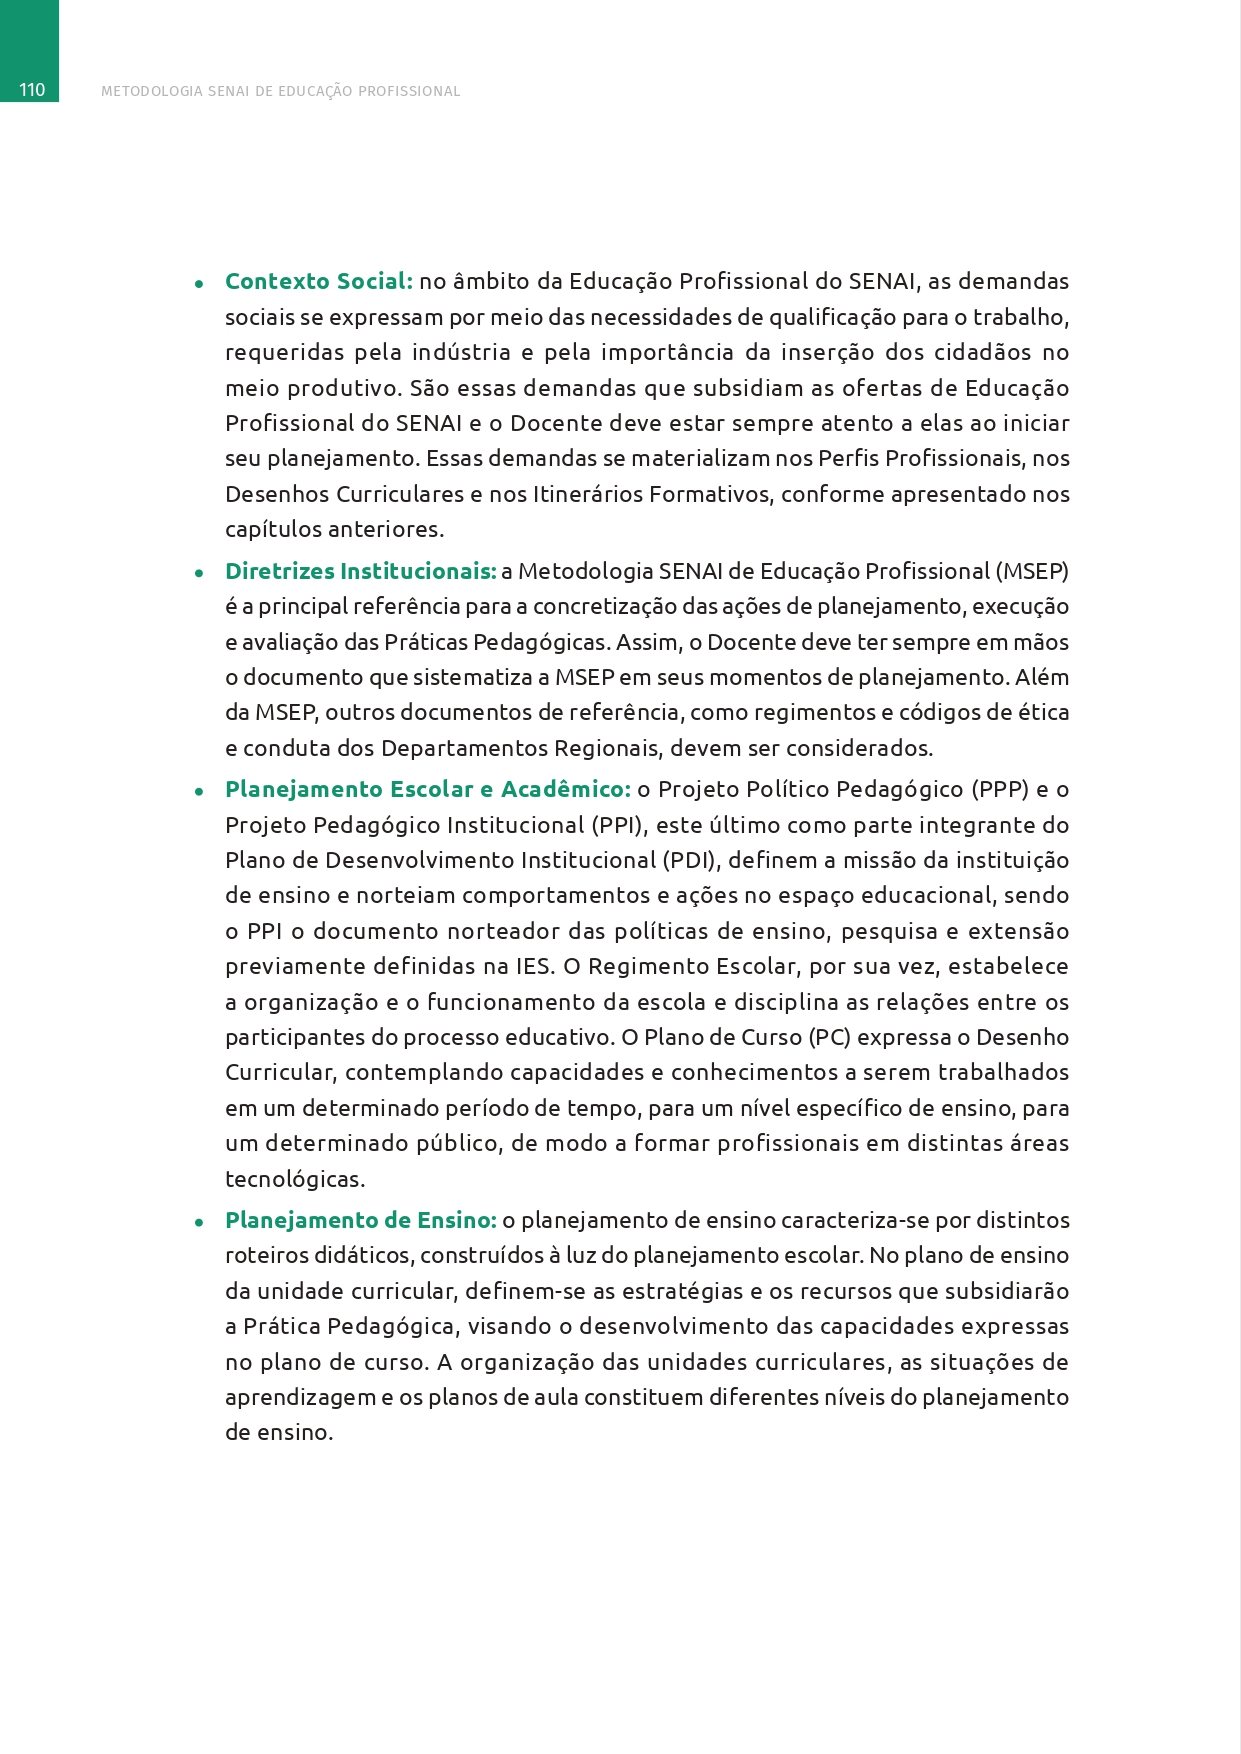 110
METODOLOGIA SENAI DE EDUCAÇÃO PROFISSIONAL
• Contexto Social: no âmbito da Educação Profissional do SENAI, as demandas
sociais se expressam por meio das necessidades de qualificação para o trabalho,
requeridas pela indústria e pela importância da inserção dos cidadãos no
meio produtivo. São essas demandas que subsidiam as ofertas de Educação
Profissional do SENAI e o Docente deve estar sempre atento a elas ao iniciar
seu planejamento. Essas demandas se materializam nos Perfis Profissionais, nos
Desenhos Curriculares e nos Itinerários Formativos, conforme apresentado nos
capítulos anteriores.
• Diretrizes Institucionais: a Metodologia SENAI de Educação Profissional (MSEP)
é a principal referência para a concretização das ações de planejamento, execução
e avaliação das Práticas Pedagógicas. Assim, o Docente deve ter sempre em mãos
o documento que sistematiza a MSEP em seus momentos de planejamento. Além
da MSEP, outros documentos de referência, como regimentos e códigos de ética
e conduta dos Departamentos Regionais, devem ser considerados.
• Planejamento Escolar e Acadêmico: o Projeto Político Pedagógico (PPP) e o
Projeto Pedagógico Institucional (PPI), este último como parte integrante do
Plano de Desenvolvimento Institucional (PDI), definem a missão da instituição
de ensino e norteiam comportamentos e ações no espaço educacional, sendo
o PPI o documento norteador das políticas de ensino, pesquisa e extensão
previamente definidas na IES. O Regimento Escolar, por sua vez, estabelece
a organização e o funcionamento da escola e disciplina as relações entre os
participantes do processo educativo. O Plano de Curso (PC) expressa o Desenho
Curricular, contemplando capacidades e conhecimentos a serem trabalhados
em um determinado período de tempo, para um nível específico de ensino, para
um determinado público, de modo a formar profissionais em distintas áreas
tecnológicas.
• Planejamento de Ensino: o planejamento de ensino caracteriza-se por distintos
roteiros didáticos, construídos à luz do planejamento escolar. No plano de ensino
da unidade curricular, definem-se as estratégias e os recursos que subsidiarão
a Prática Pedagógica, visando o desenvolvimento das capacidades expressas
no plano de curso. A organização das unidades curriculares, as situações de
aprendizagem e os planos de aula constituem diferentes níveis do planejamento
de ensino.